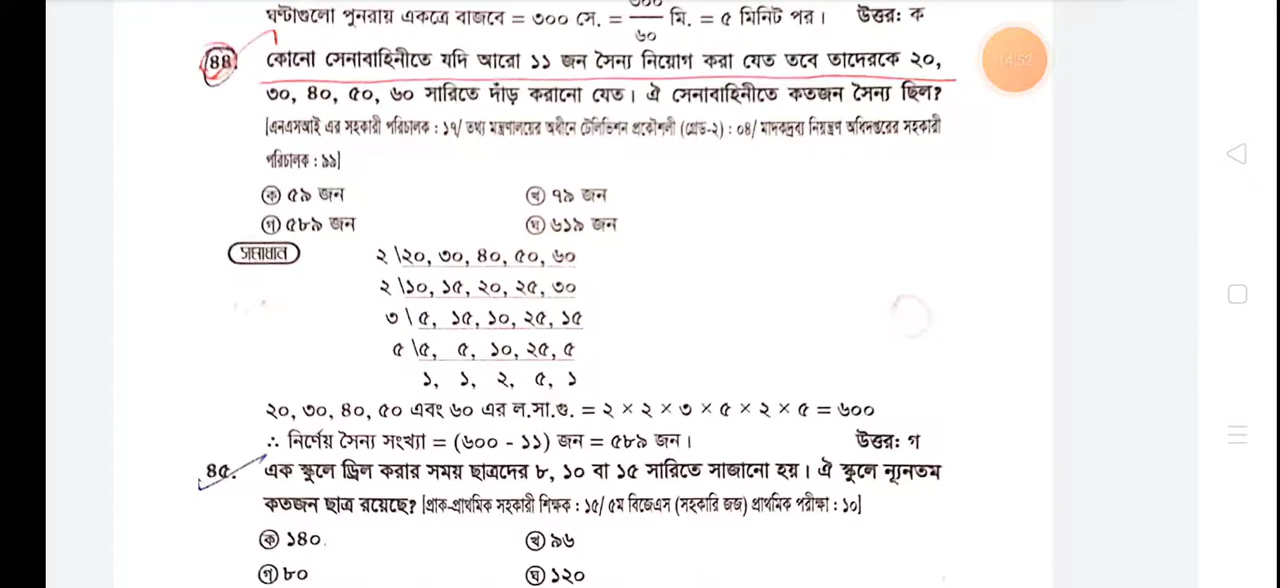 ঘণ্টাগুলো পুনরায় একত্রে বাজবে = ৩০০ সে. = ৩০০/৬০ মি. = ৫ মিনিট পর। উত্তর: ক
৪৪. কোনো সেনাবাহিনীতে যদি আরো ১১ জন সৈন্য নিয়োগ করা যেত তবে তাদেরকে ২০,
14:52
৩০, ৪০, ৫০, ৬০ সারিতে দাঁড় করানো যেত। ঐ সেনাবাহিনীতে কতজন সৈন্য ছিল?
[এনএসআই এর সহকারী পরিচালক : ১৭/ তথ্য মন্ত্রণালয়ের অধীনে টেলিভিশন প্রকৌশলী (গ্রেড-২) : ০৪/ মাদকদ্রব্য নিয়ন্ত্রণ অধিদপ্তরের সহকারী
পরিচালক : ৯৯]
ক ৫৯ জন খ ৭৯ জন
গ ৫৮৯ জন ঘ ৬১৯ জন
সমাধান ২ \২০, ৩০, ৪০, ৫০, ৬০
২ \১০, ১৫, ২০, ২৫, ৩০
৩ \ ৫, ১৫, ১০, ২৫, ১৫
৫ \৫, ৫, ১০, ২৫, ৫
১, ১, ২, ৫, ১
২০, ৩০, ৪০, ৫০ এবং ৬০ এর ল.সা.গু. = ২ × ২ × ৩ × ৫ × ২ × ৫ = ৬০০
∴ নির্ণেয় সৈন্য সংখ্যা = (৬০০ - ১১) জন = ৫৮৯ জন। উত্তর: গ
৪৫. এক স্কুলে ড্রিল করার সময় ছাত্রদের ৮, ১০ বা ১৫ সারিতে সাজানো হয়। ঐ স্কুলে ন্যূনতম
কতজন ছাত্র রয়েছে? [প্রাক-প্রাথমিক সহকারী শিক্ষক : ১৫/ ৫ম বিজেএস (সহকারি জজ) প্রাথমিক পরীক্ষা : ১০]
ক ১৪০ খ ৯৬
গ ৮০ ঘ ১২০